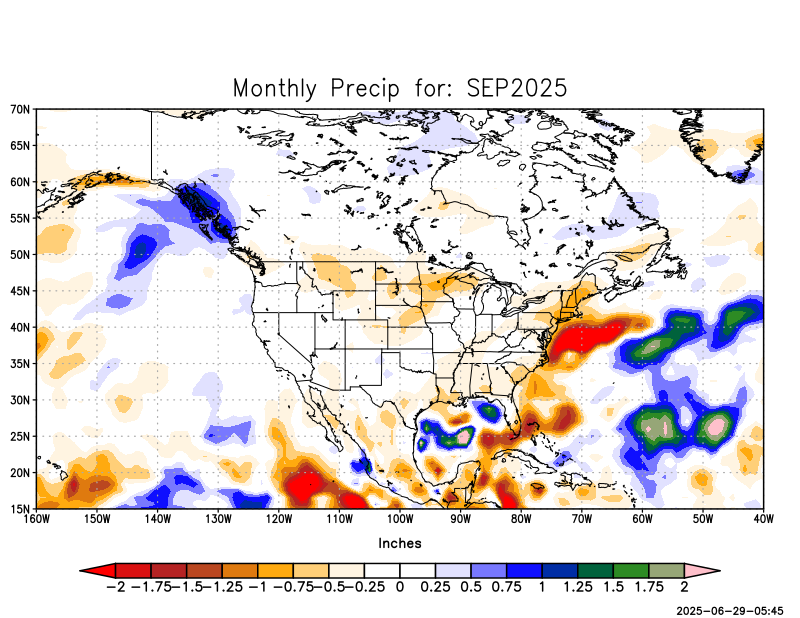 Monthly Precip for: SEP2025
70N
65N
60N
55N
50N
45N
40N
35N
30N
25N
20N
15N
160W 150W 140W 130W 120W 110W 100W 90W 80W 70W 60W 50W 40W
Inches
-2 -1.75 -1.5 -1.25 -1 -0.75 -0.5 -0.25 0 0.25 0.5 0.75 1 1.25 1.5 1.75 2
2025-06-29-05:45